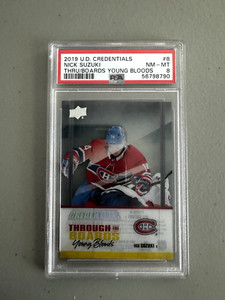 2019 U.D. CREDENTIALS #8
NICK SUZUKI NM - MT
THRU/BOARDS YOUNG BLOODS 8
PSA 56798790
THROUGH THE
BOARDS
Young Bloods
SUZUKI